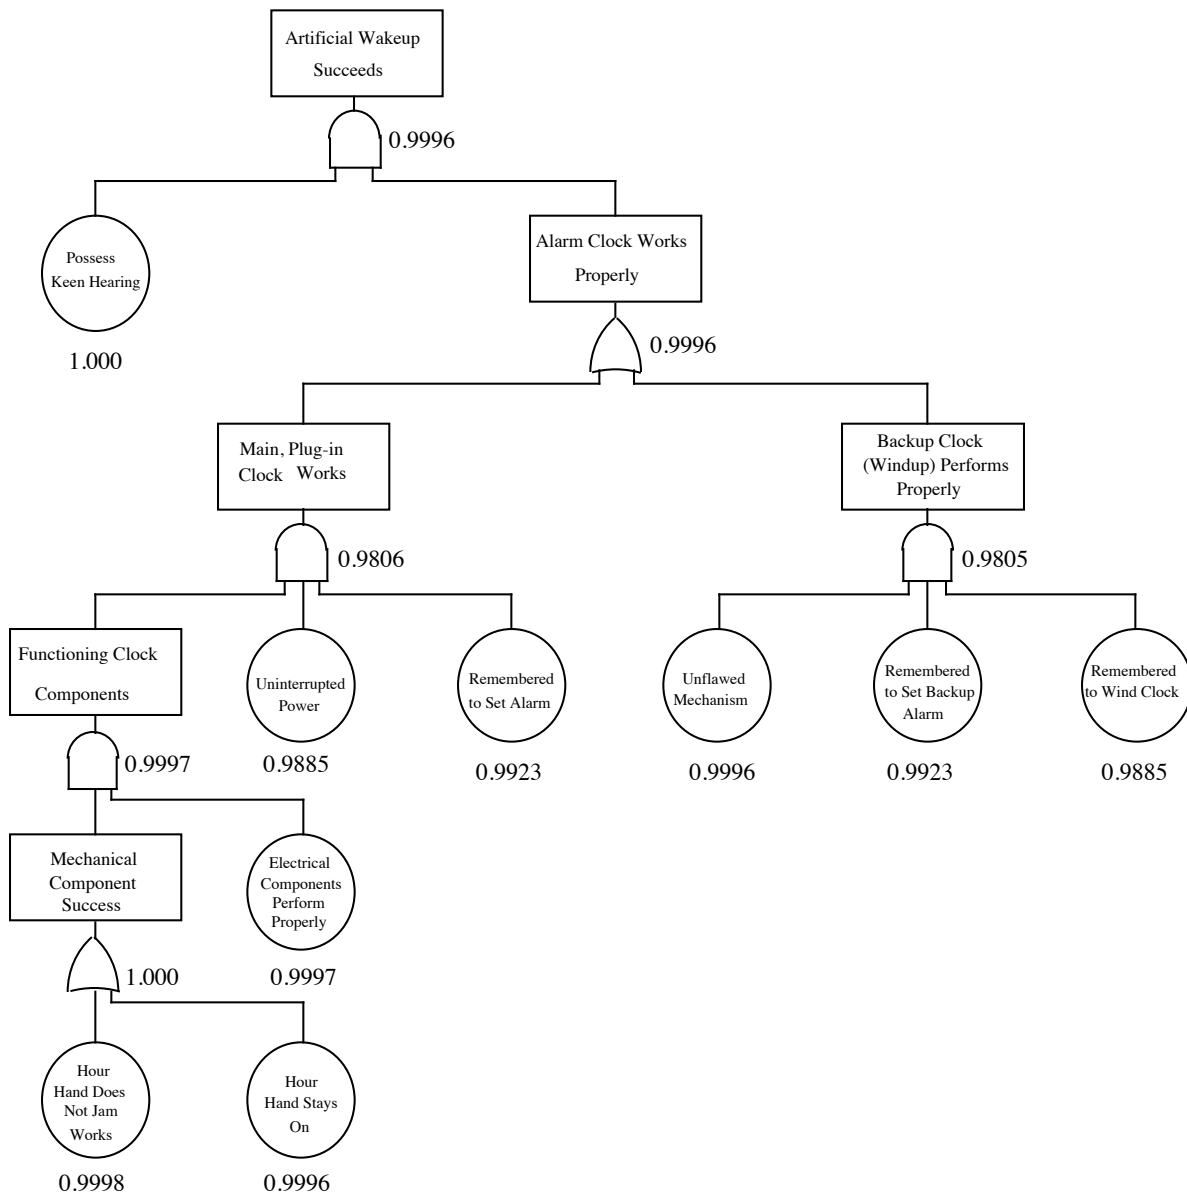 Artificial Wakeup
Succeeds
0.9996
Possess
Keen Hearing
1.000
Alarm Clock Works
Properly
0.9996
Main, Plug-in
Clock Works
0.9806
Backup Clock
(Windup) Performs
Properly
0.9805
Functioning Clock
Components
0.9997
Uninterrupted
Power
0.9885
Remembered
to Set Alarm
0.9923
Unflawed
Mechanism
0.9996
Remembered
to Set Backup
Alarm
0.9923
Remembered
to Wind Clock
0.9885
Mechanical
Component
Success
1.000
Electrical
Components
Perform
Properly
0.9997
Hour
Hand Does
Not Jam
Works
0.9998
Hour
Hand Stays
On
0.9996